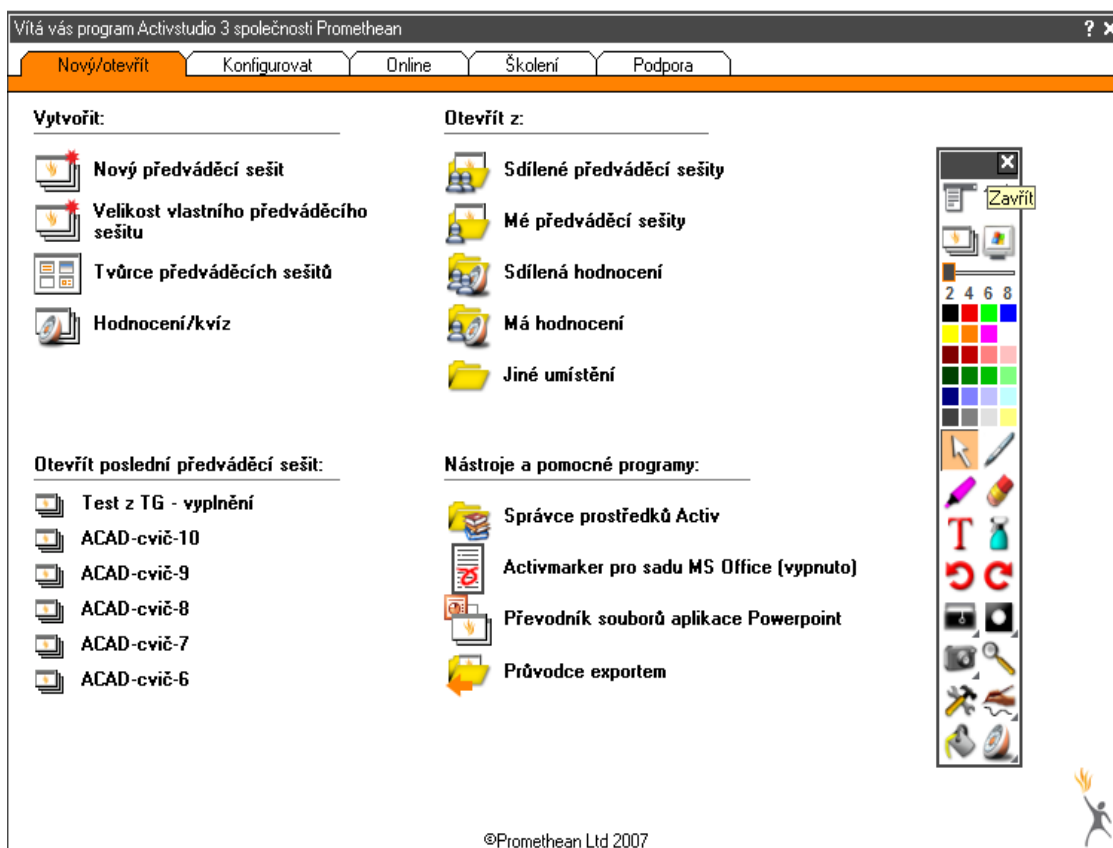 Vítá vás program Activstudio 3 společnosti Promethean
? x
Nový/otevřít
Konfigurovat
Online
Školení
Podpora
Vytvořit:
Nový předváděcí sešit
Velikost vlastního předváděcího
sešitu
Tvůrce předváděcích sešitů
Hodnocení/kvíz
Otevřít z:
Sdílené předváděcí sešity
Mé předváděcí sešity
Sdílená hodnocení
Má hodnocení
Jiné umístění
Otevřít poslední předváděcí sešit:
Test z TG - vyplnění
ACAD-cvič-10
ACAD-cvič-9
ACAD-cvič-8
ACAD-cvič-7
ACAD-cvič-6
Nástroje a pomocné programy:
Správce prostředků Activ
Activmarker pro sadu MS Office (vypnuto)
Převodník souborů aplikace Powerpoint
Průvodce exportem
Zavřít
2 4 6 8
T
©Promethean Ltd 2007